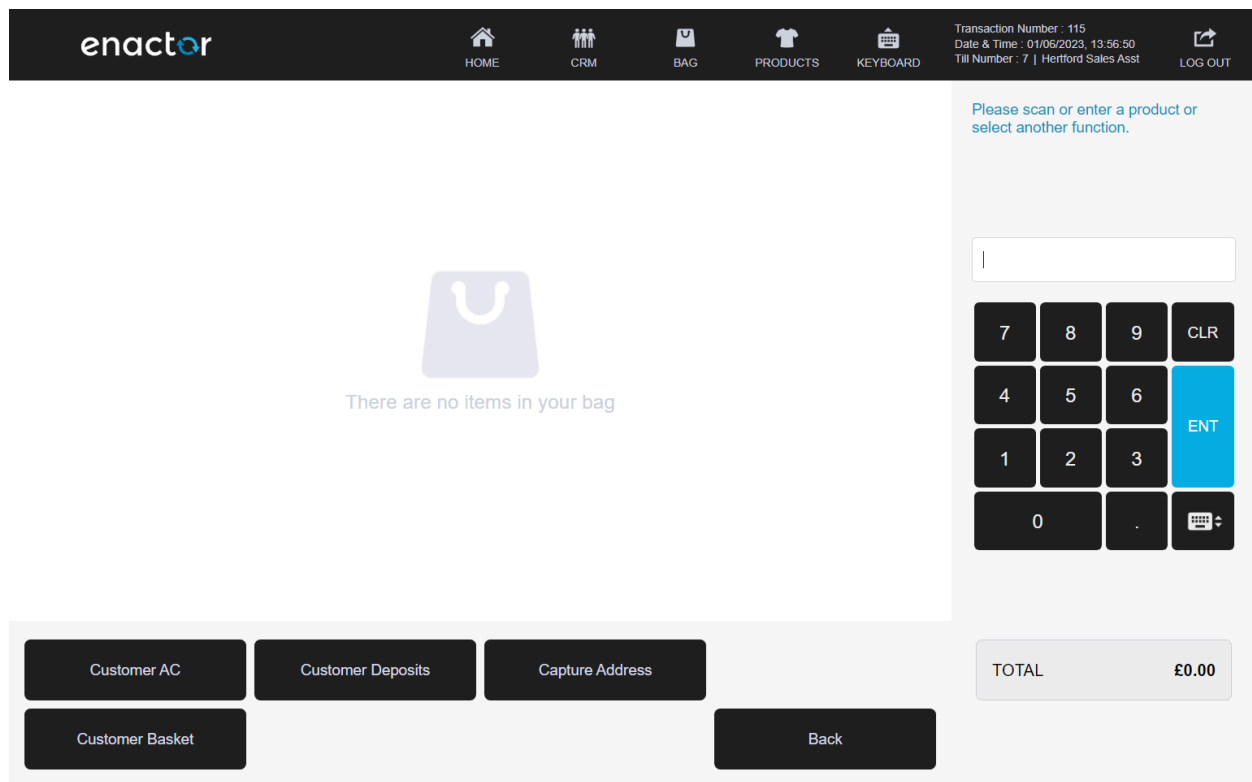 enactor
HOME
CRM
BAG
PRODUCTS
KEYBOARD
Transaction Number : 115
Date & Time : 01/06/2023, 13:56:50
Till Number : 7 | Hertford Sales Asst
LOG OUT
Please scan or enter a product or
select another function.
There are no items in your bag
7 8 9 CLR
4 5 6
ENT
1 2 3
0 .
Customer AC
Customer Deposits
Capture Address
TOTAL £0.00
Customer Basket
Back